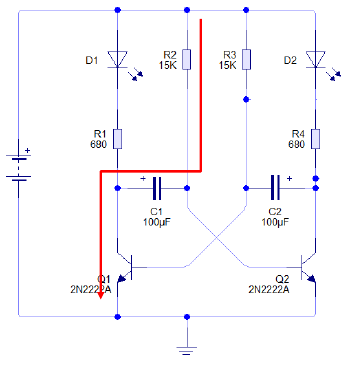 D1
R2
15K
R3
15K
D2
R1
680
R4
680
+
+
+
C1
100µF
C2
100µF
Q1
2N2222A
Q2
2N2222A